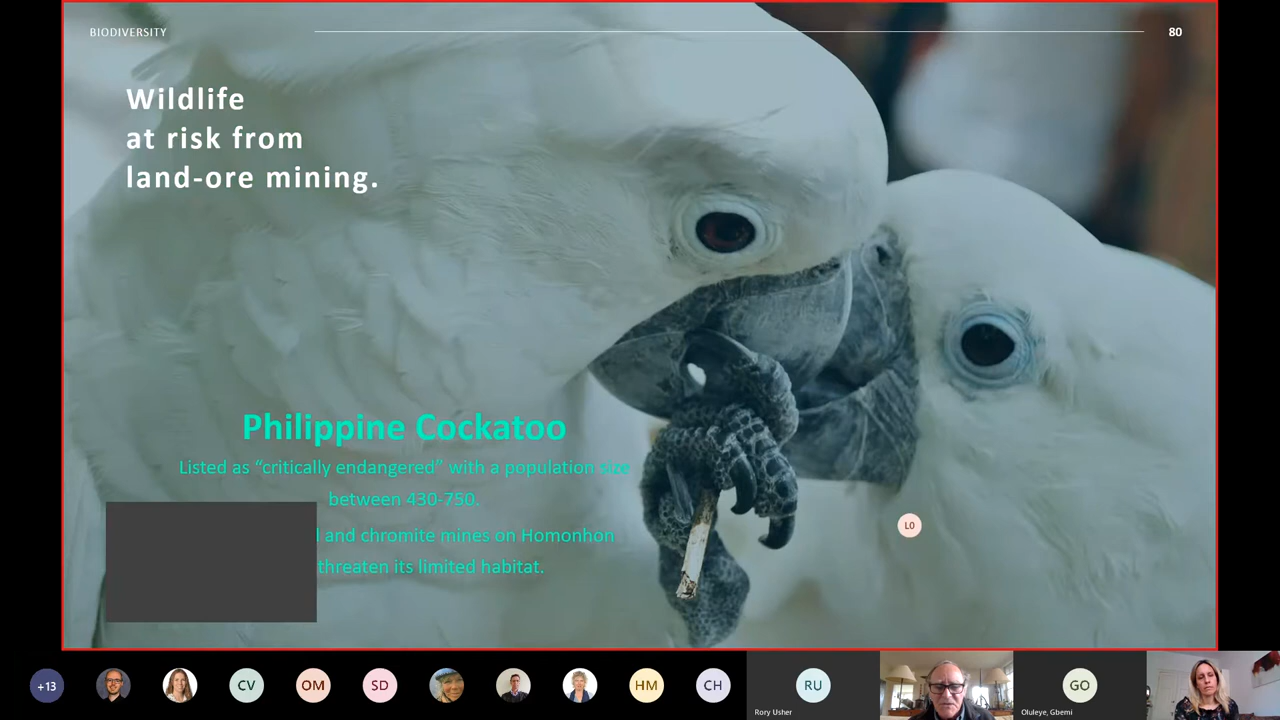 BIODIVERSITY
80
Wildlife
at risk from
land-ore mining.
Philippine Cockatoo
Listed as “critically endangered” with a population size
between 430-750.
and chromite mines on Homonhon
threaten its limited habitat.
L0
+13
CV
OM
SD
HM
CH
RU
GO
Rory Usher
Oluleye, Gbemi